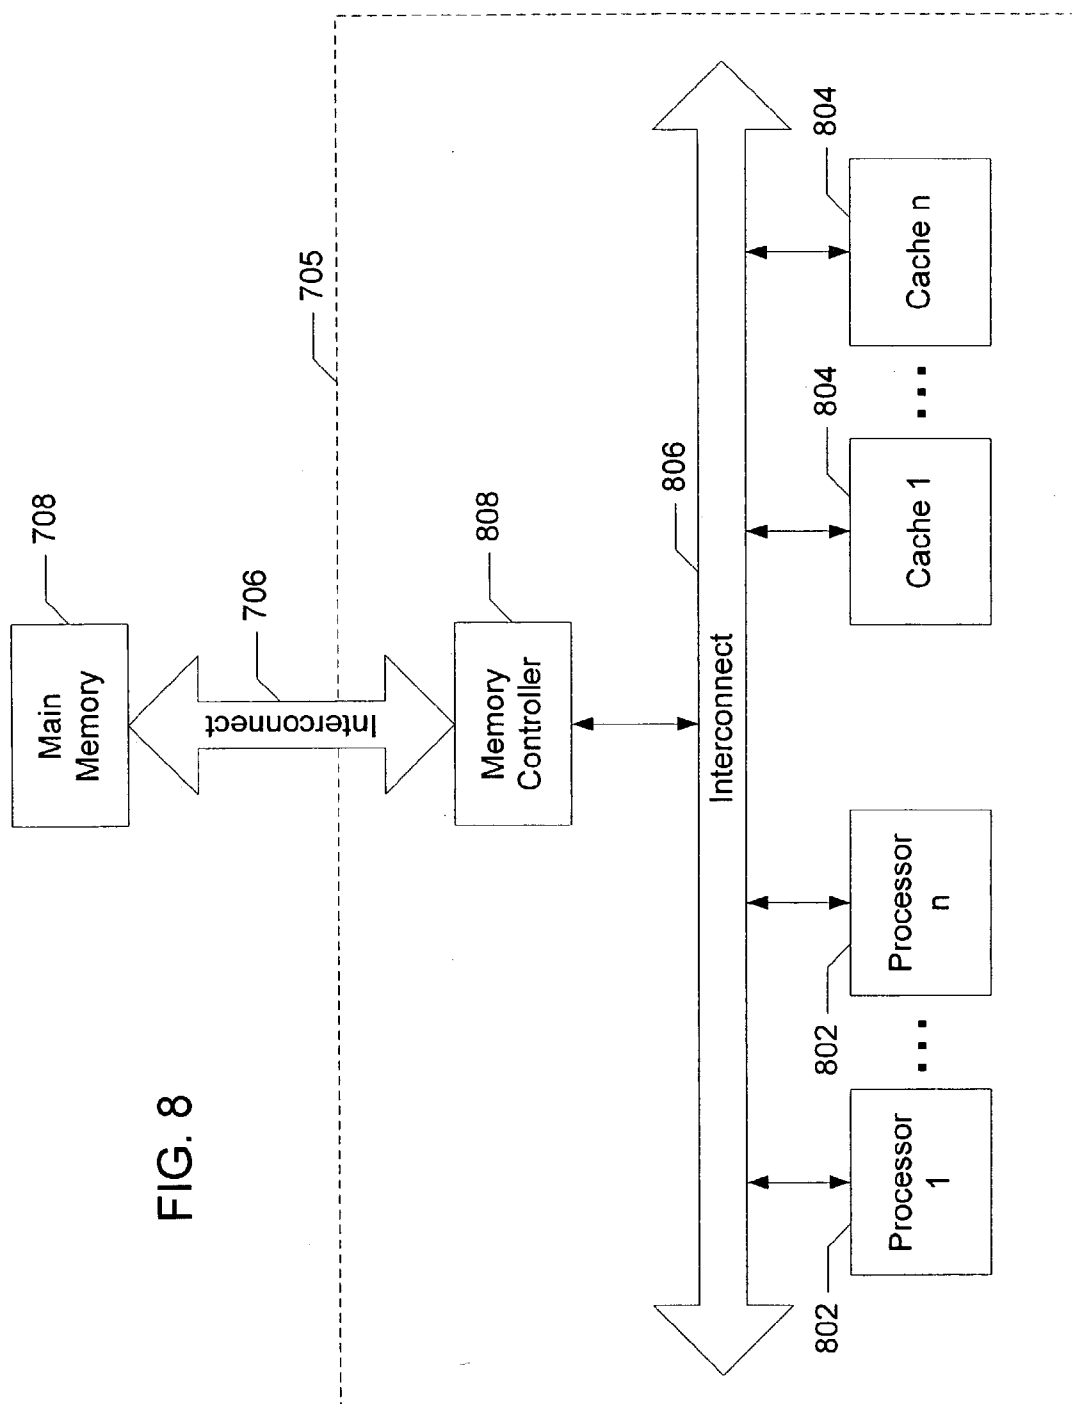 FIG. 8
Main
Memory
708
Interconnect
706
705
Memory
Controller
808
Interconnect
806
802
Processor
1
...
802
Processor
n
804
Cache 1
...
804
Cache n